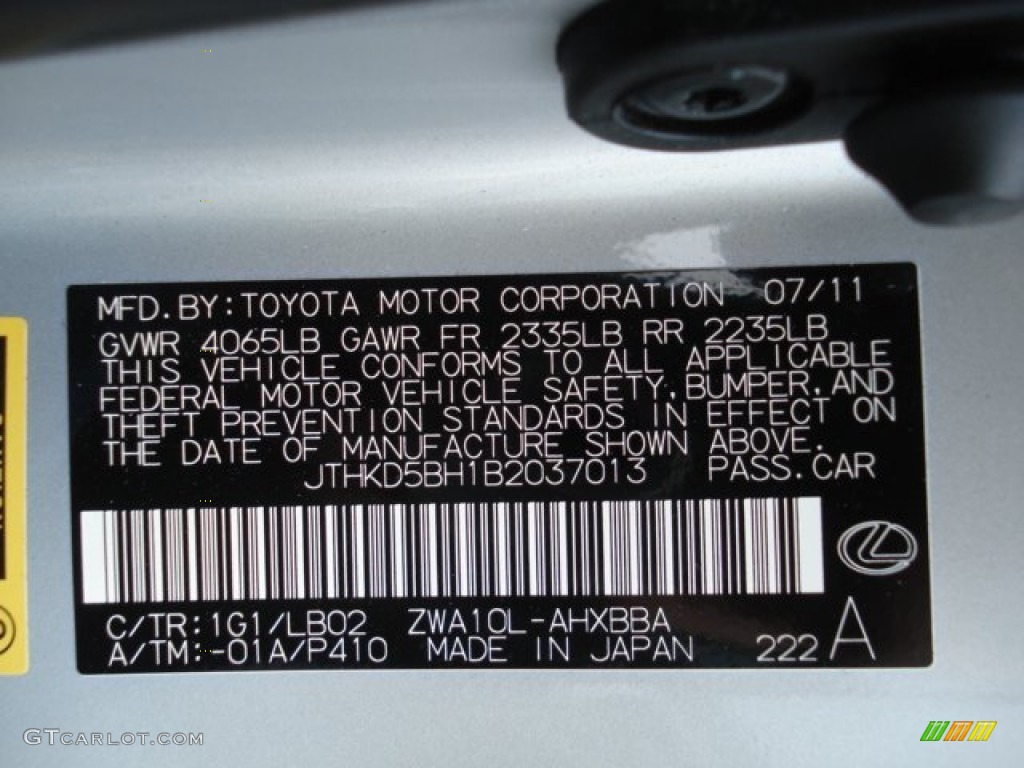 MFD.BY:TOYOTA MOTOR CORPORATION 07/11
GVWR 4065LB GAWR FR 2335LB RR 2235LB
THIS VEHICLE CONFORMS TO ALL APPLICABLE
FEDERAL MOTOR VEHICLE SAFETY,BUMPER,AND
THEFT PREVENTION STANDARDS IN EFFECT ON
THE DATE OF MANUFACTURE SHOWN ABOVE.
JTHKD5BH1B2037013 PASS.CAR
C/TR:1G1/LB02 ZWA10L-AHXBBA
A/TM:-01A/P410 MADE IN JAPAN 222 A
GTCARLOT.COM